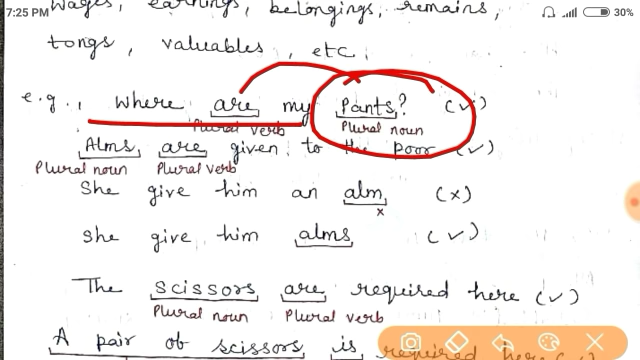 7:25 PM 30%
wages, earnings, belongings, remains,
tongs, valuables, etc.
e.g., Where are my Pants? (✓)
Plural verb Plural noun
Alms are given to the poor (✓)
Plural noun Plural verb
She give him an alm (x)
x
She give him alms (✓)
The scissors are required here (✓)
Plural noun Plural verb
A pair of scissors is required here (✓)